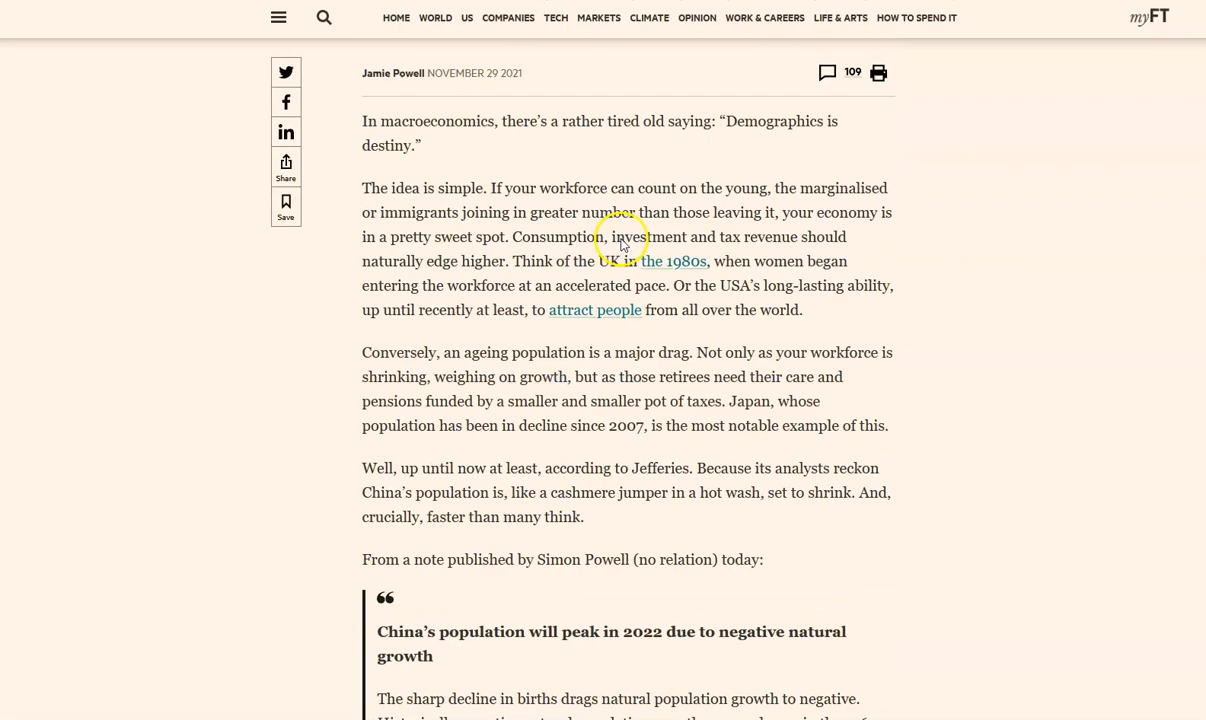 HOME WORLD US COMPANIES TECH MARKETS CLIMATE OPINION WORK & CAREERS LIFE & ARTS HOW TO SPEND IT
myFT
Jamie Powell NOVEMBER 29 2021
109
Share
Save
In macroeconomics, there’s a rather tired old saying: “Demographics is
destiny.”
The idea is simple. If your workforce can count on the young, the marginalised
or immigrants joining in greater number than those leaving it, your economy is
in a pretty sweet spot. Consumption, investment and tax revenue should
naturally edge higher. Think of the UK in the 1980s, when women began
entering the workforce at an accelerated pace. Or the USA’s long-lasting ability,
up until recently at least, to attract people from all over the world.
Conversely, an ageing population is a major drag. Not only as your workforce is
shrinking, weighing on growth, but as those retirees need their care and
pensions funded by a smaller and smaller pot of taxes. Japan, whose
population has been in decline since 2007, is the most notable example of this.
Well, up until now at least, according to Jefferies. Because its analysts reckon
China’s population is, like a cashmere jumper in a hot wash, set to shrink. And,
crucially, faster than many think.
From a note published by Simon Powell (no relation) today:
“
China’s population will peak in 2022 due to negative natural
growth
The sharp decline in births drags natural population growth to negative.